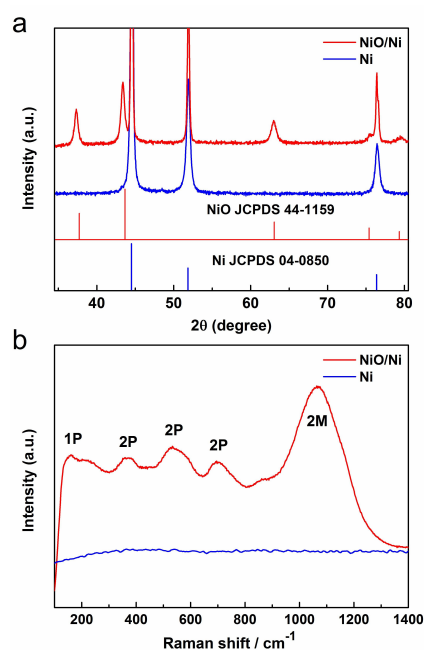 a
NiO/Ni
Ni
Intensity (a.u.)
NiO JCPDS 44-1159
Ni JCPDS 04-0850
40 50 60 70 80
2θ (degree)
b
NiO/Ni
Ni
Intensity (a.u.)
1P 2P 2P 2P 2M
200 400 600 800 1000 1200 1400
Raman shift / cm⁻¹